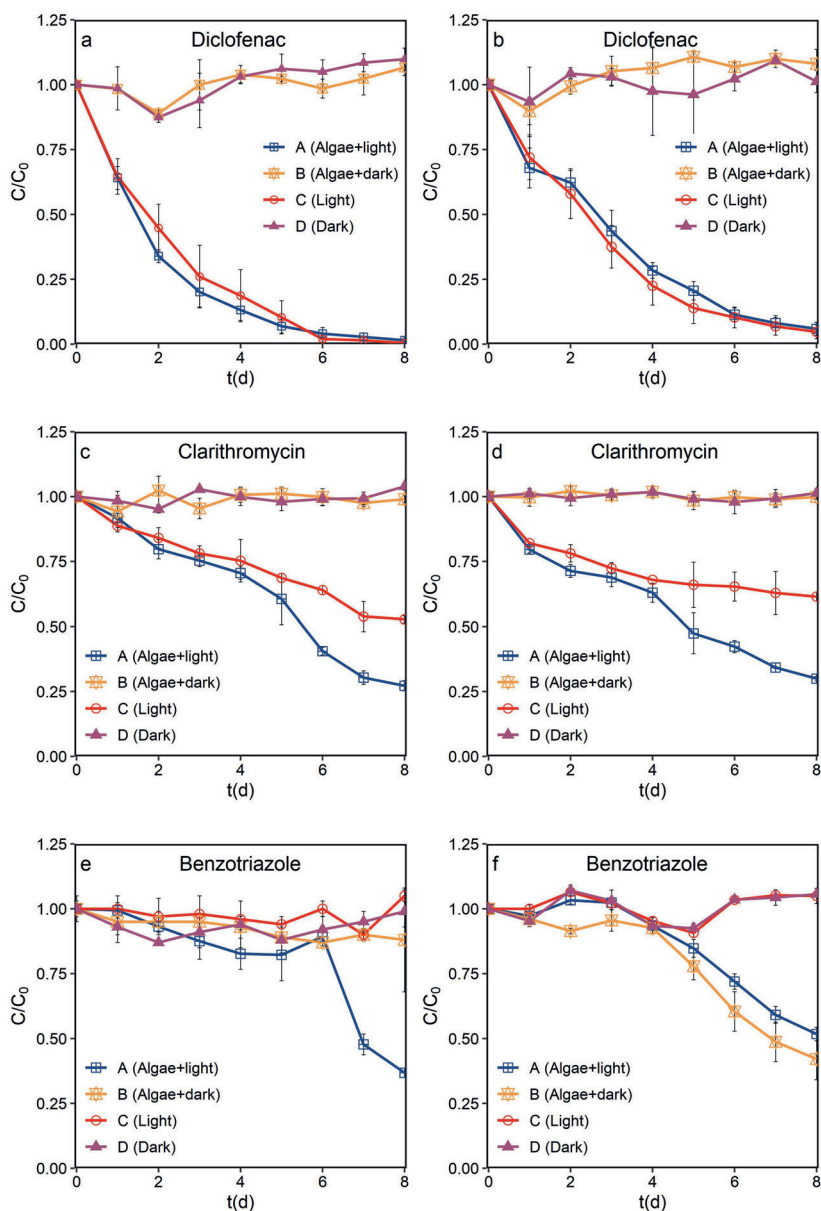 a Diclofenac
1.25
1.00
0.75
0.50
0.25
0.00
C/C₀
A (Algae+light)
B (Algae+dark)
C (Light)
D (Dark)
0 2 4 6 8
t(d)
b Diclofenac
1.25
1.00
0.75
0.50
0.25
0.00
C/C₀
A (Algae+light)
B (Algae+dark)
C (Light)
D (Dark)
0 2 4 6 8
t(d)
c Clarithromycin
1.25
1.00
0.75
0.50
0.25
0.00
C/C₀
A (Algae+light)
B (Algae+dark)
C (Light)
D (Dark)
0 2 4 6 8
t(d)
d Clarithromycin
1.25
1.00
0.75
0.50
0.25
0.00
C/C₀
A (Algae+light)
B (Algae+dark)
C (Light)
D (Dark)
0 2 4 6 8
t(d)
e Benzotriazole
1.25
1.00
0.75
0.50
0.25
0.00
C/C₀
A (Algae+light)
B (Algae+dark)
C (Light)
D (Dark)
0 2 4 6 8
t(d)
f Benzotriazole
1.25
1.00
0.75
0.50
0.25
0.00
C/C₀
A (Algae+light)
B (Algae+dark)
C (Light)
D (Dark)
0 2 4 6 8
t(d)